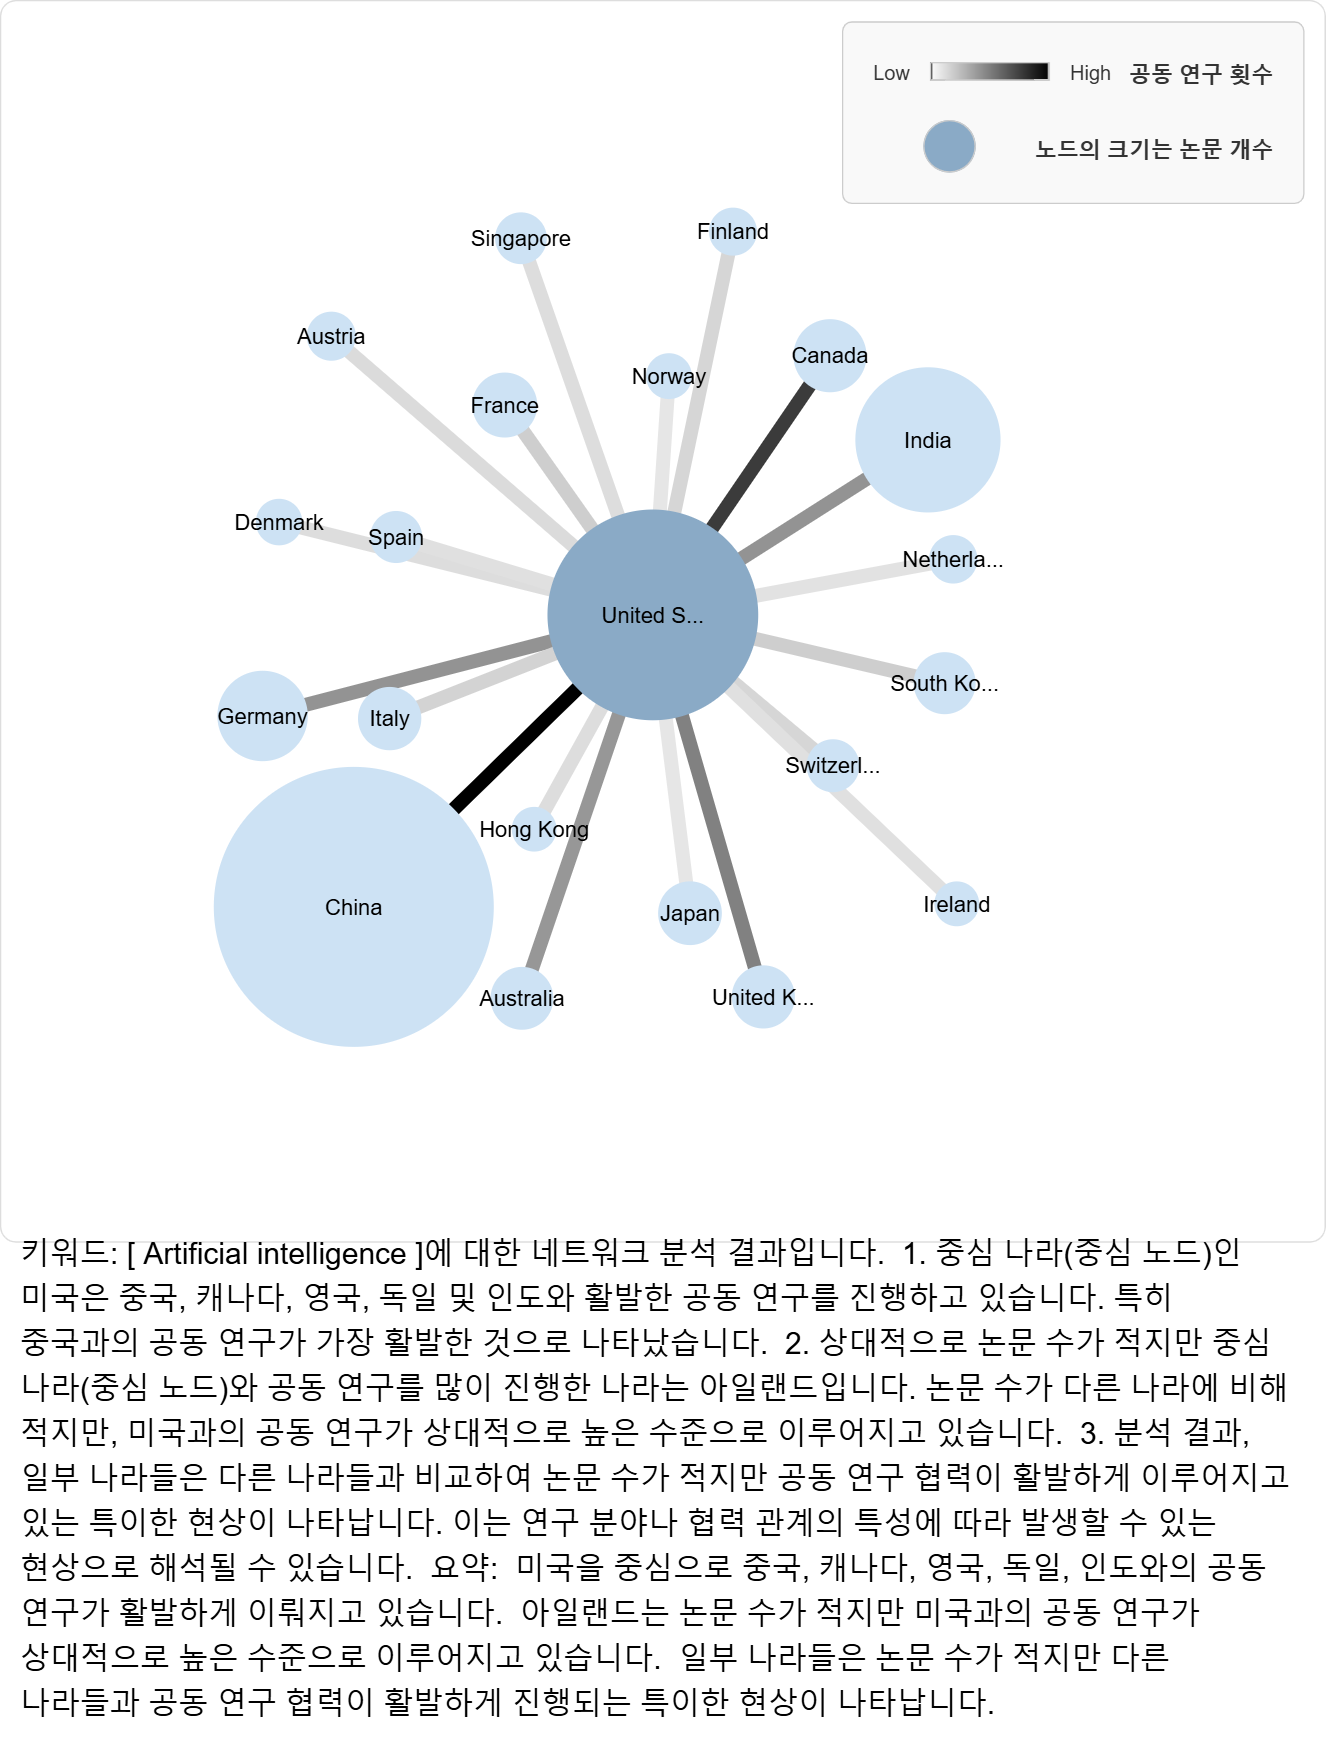 Low High 공동 연구 횟수
노드의 크기는 논문 개수
Singapore
Finland
Austria
Norway
Canada
France
India
Denmark
Spain
Netherla...
United S...
South Ko...
Germany
Italy
Switzerl...
Hong Kong
China
Japan
Ireland
Australia
United K...
키워드: [ Artificial intelligence ]에 대한 네트워크 분석 결과입니다. 1. 중심 나라(중심 노드)인
미국은 중국, 캐나다, 영국, 독일 및 인도와 활발한 공동 연구를 진행하고 있습니다. 특히
중국과의 공동 연구가 가장 활발한 것으로 나타났습니다. 2. 상대적으로 논문 수가 적지만 중심
나라(중심 노드)와 공동 연구를 많이 진행한 나라는 아일랜드입니다. 논문 수가 다른 나라에 비해
적지만, 미국과의 공동 연구가 상대적으로 높은 수준으로 이루어지고 있습니다. 3. 분석 결과,
일부 나라들은 다른 나라들과 비교하여 논문 수가 적지만 공동 연구 협력이 활발하게 이루어지고
있는 특이한 현상이 나타납니다. 이는 연구 분야나 협력 관계의 특성에 따라 발생할 수 있는
현상으로 해석될 수 있습니다. 요약: 미국을 중심으로 중국, 캐나다, 영국, 독일, 인도와의 공동
연구가 활발하게 이뤄지고 있습니다. 아일랜드는 논문 수가 적지만 미국과의 공동 연구가
상대적으로 높은 수준으로 이루어지고 있습니다. 일부 나라들은 논문 수가 적지만 다른
나라들과 공동 연구 협력이 활발하게 진행되는 특이한 현상이 나타납니다.